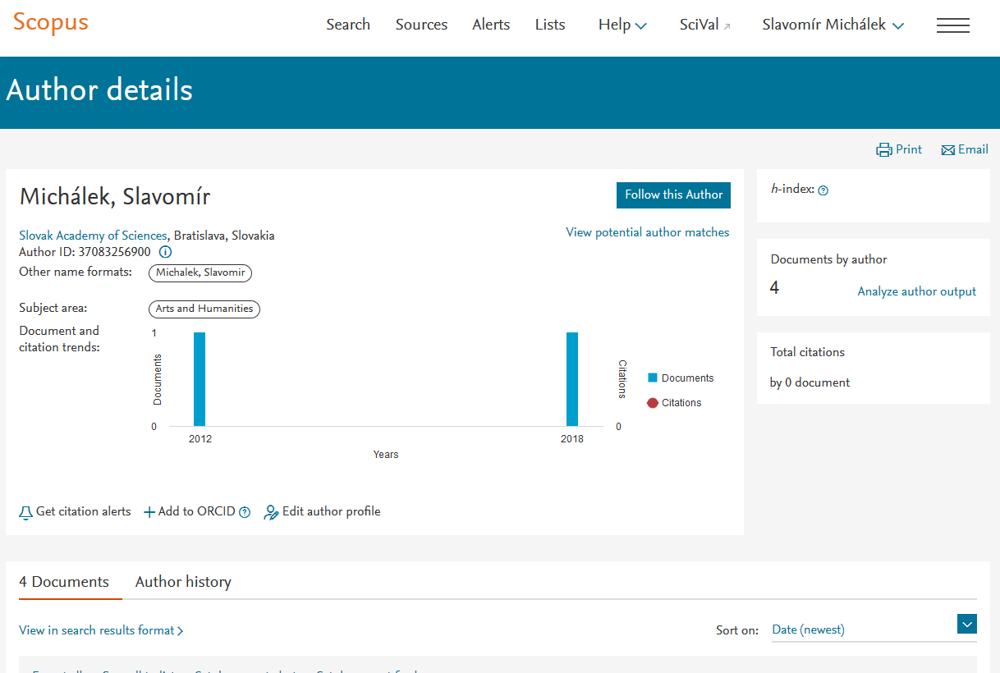 Scopus
Search Sources Alerts Lists Help SciVal Slavomír Michálek
Author details
Print Email
Michálek, Slavomír
Follow this Author
Slovak Academy of Sciences, Bratislava, Slovakia
View potential author matches
Author ID: 37083256900
Other name formats: Michalek, Slavomir
Subject area: Arts and Humanities
Document and
citation trends:
1
Documents
0
2012
2018
Years
Citations
0
Documents
Citations
h-index:
Documents by author
4
Analyze author output
Total citations
by 0 document
Get citation alerts Add to ORCID Edit author profile
4 Documents Author history
View in search results format
Sort on: Date (newest)